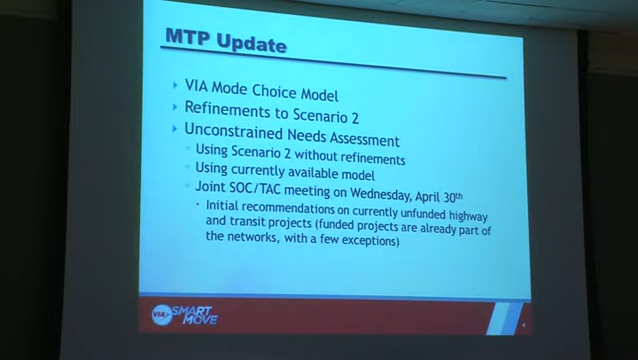 MTP Update
VIA Mode Choice Model
Refinements to Scenario 2
Unconstrained Needs Assessment
Using Scenario 2 without refinements
Using currently available model
Joint SOC/TAC meeting on Wednesday, April 30th
Initial recommendations on currently unfunded highway
and transit projects (funded projects are already part of
the networks, with a few exceptions)
VIA SMART
MOVE
4